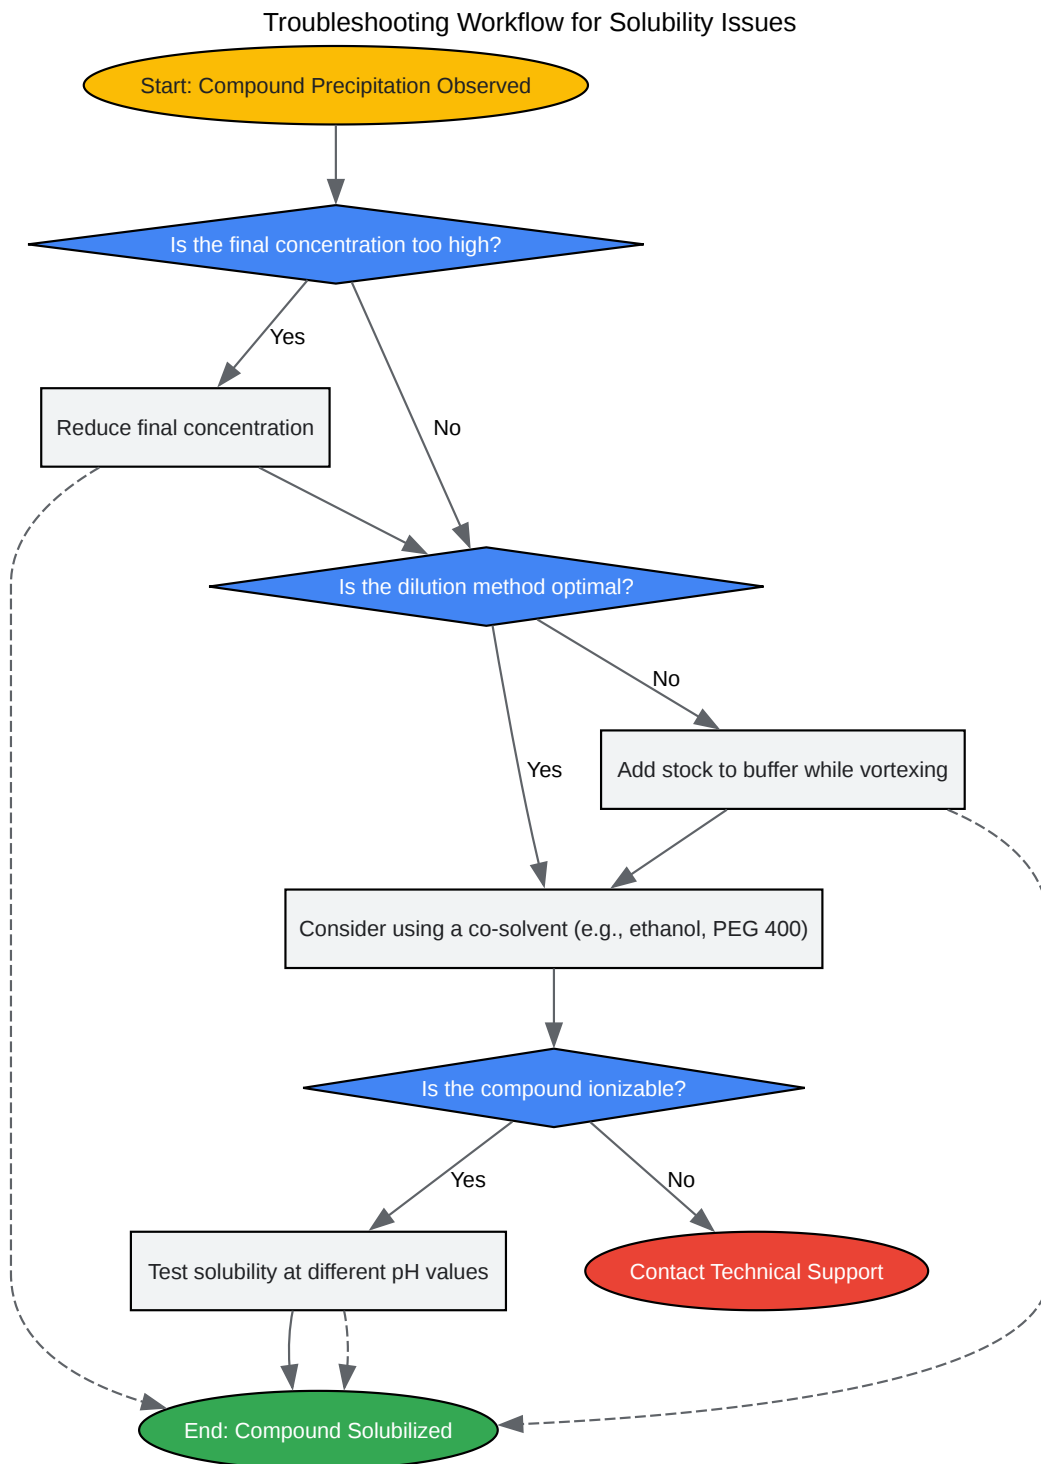 Troubleshooting Workflow for Solubility Issues
Start: Compound Precipitation Observed
Is the final concentration too high?
Yes
Reduce final concentration
No
Is the dilution method optimal?
No
Add stock to buffer while vortexing
Yes
Consider using a co-solvent (e.g., ethanol, PEG 400)
Is the compound ionizable?
Yes
No
Test solubility at different pH values
Contact Technical Support
End: Compound Solubilized